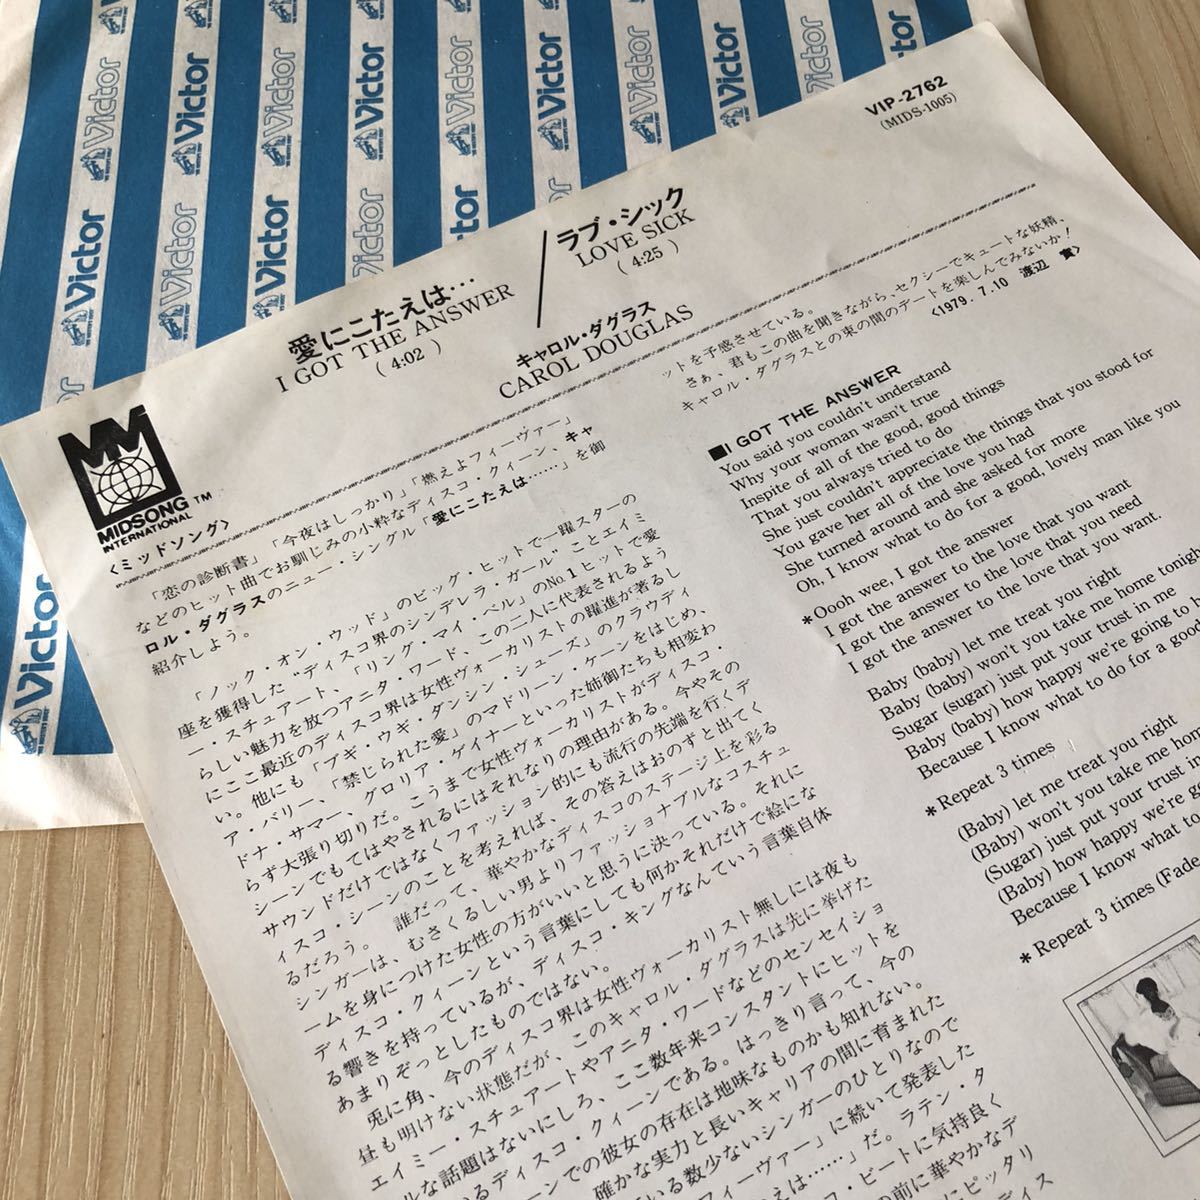 Victor
VIP-2762
(MIDS-1005)
愛にこたえは…
I GOT THE ANSWER
( 4:02 )
ラブ・シック
LOVE SICK
( 4:25 )
キャロル・ダグラス
CAROL DOUGLAS
MIDSONG TM
INTERNATIONAL
〈ミッドソング〉
「恋の診断書」「今夜はしっかり」「燃えよフィーヴァー」
などのヒット曲でお馴じみの小粋なディスコ・クィーン、キャ
ロル・ダグラスのニュー・シングル「愛にこたえは……」を御
紹介しよう。
「ノック・オン・ウッド」のビッグ・ヒットで一躍スターの
座を獲得した“ディスコ界のシンデレラ・ガール”ことエイミ
ー・スチュアート、「リング・マイ・ベル」のNo.1ヒットで愛
らしい魅力を放つアニタ・ワード、この二人に代表されるよう
にここ最近のディスコ界は女性ヴォーカリストの躍進が著るし
い。他にも「ブギ・ウギ・ダンシン・シューズ」のクラウディ
ア・バリー、「禁じられた愛」のマドリーン・ケーンをはじめ、
ドナ・サマー、グロリア・ゲイナーといった姉御たちも相変わ
らず大張り切りだ。こうまで女性ヴォーカリストがディスコ・
シーンでもてはやされるにはそれなりの理由がある。今やその
サウンドだけではなくファッション的にも流行の先端を行くデ
ィスコ・シーンのことを考えれば、その答えはおのずと出てく
るだろう。 誰だって、華やかなディスコのステージ上を彩る
シンガーは、むさくるしい男よりファッショナブルなコスチュ
ームを身につけた女性の方がいいと思うに決っている。それに
ディスコ・クィーンという言葉にしても何かそれだけで絵にな
る響きを持っているが、ディスコ・キングなんていう言葉自体
あまりぞっとしたものではない。
兎に角、今のディスコ界は女性ヴォーカリスト無しには夜も
昼も明けない状態だが、このキャロル・ダグラスは先に挙げた
エイミー・スチュアートやアニタ・ワードなどのセンセイショ
ルな話題はないにしろ、ここ数年来コンスタントにヒットを
いるディスコ・クィーンである。はっきり言って、今の
ーンでの彼女の存在は地味なものかも知れない。
確かな実力と長いキャリアの間に育まれた
ている数少ないシンガーのひとりなので
フィーヴァー」に続いて発表した
えは……」だ。ラテン・タ
コ・ビートに気持良く
の前に華やかなデ
にピッタリ
ディス
ットを予感させている。
さぁ、君もこの曲を聞きながら、セクシーでキュートな妖精、
キャロル・ダグラスとの束の間のデートを楽しんでみないか!
〈1979. 7.10 渡辺 實〉
■I GOT THE ANSWER
You said you couldn't understand
Why your woman wasn't true
Inspite of all of the good, good things
That you always tried to do
She just couldn't appreciate the things that you stood for
You gave her all of the love you had
She turned around and she asked for more
Oh, I know what to do for a good, lovely man like you
*Oooh wee, I got the answer
I got the answer to the love that you want
I got the answer to the love that you need
I got the answer to the love that you want.
Baby (baby) let me treat you right
Baby (baby) won't you take me home tonigh
Sugar (sugar) just put your trust in me
Baby (baby) how happy we're going to b
Because I know what to do for a good
*Repeat 3 times
(Baby) let me treat you right
(Baby) won't you take me home
(Sugar) just put your trust in
(Baby) how happy we're go
Because I know what to
*Repeat 3 times (Fade